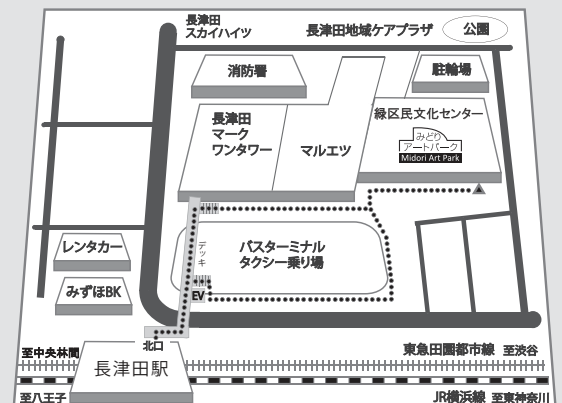 長津田
スカイハイツ
長津田地域ケアプラザ
公園
消防署
駐輪場
長津田
マーク
ワンタワー
マルエツ
緑区民文化センター
みどり
アートパーク
Midori Art Park
レンタカー
デッキ
バスターミナル
タクシー乗り場
みずほBK
EV
北口
至中央林間
長津田駅
東急田園都市線 至渋谷
至八王子
JR横浜線 至東神奈川